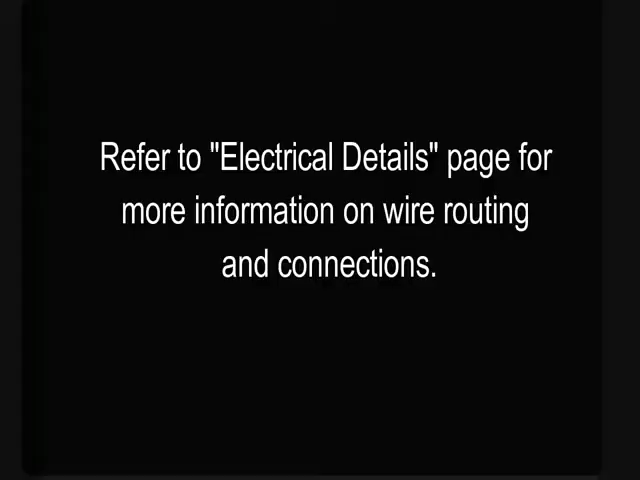 Refer to "Electrical Details" page for
more information on wire routing
and connections.